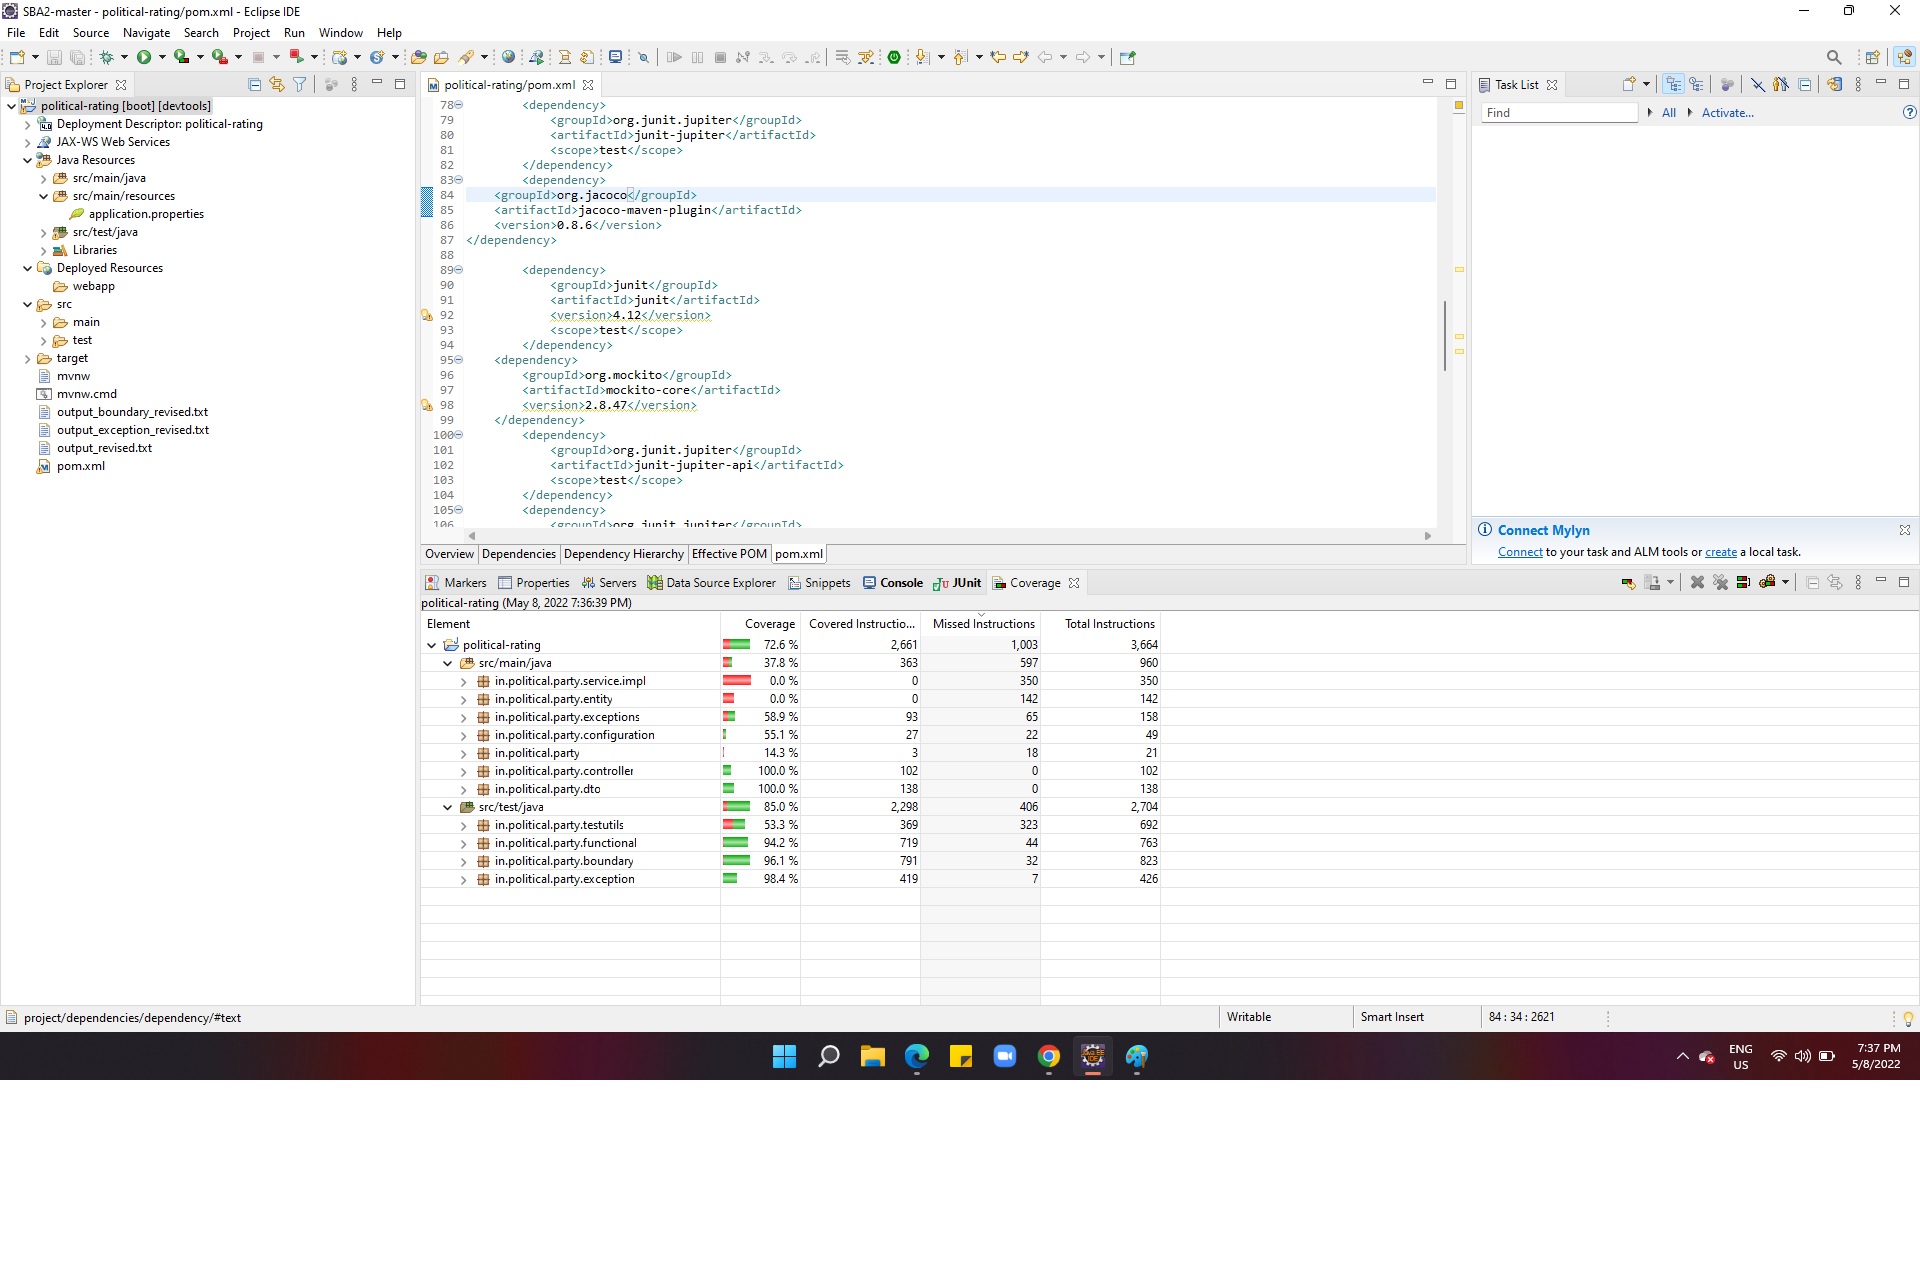 SBA2-master - political-rating/pom.xml - Eclipse IDE
File Edit Source Navigate Search Project Run Window Help
Project Explorer
political-rating [boot] [devtools]
Deployment Descriptor: political-rating
JAX-WS Web Services
Java Resources
src/main/java
src/main/resources
application.properties
src/test/java
Libraries
Deployed Resources
webapp
src
main
test
target
mvnw
mvnw.cmd
output_boundary_revised.txt
output_exception_revised.txt
output_revised.txt
pom.xml
political-rating/pom.xml
78 <dependency>
79 <groupId>org.junit.jupiter</groupId>
80 <artifactId>junit-jupiter</artifactId>
81 <scope>test</scope>
82 </dependency>
83 <dependency>
84 <groupId>org.jacoco</groupId>
85 <artifactId>jacoco-maven-plugin</artifactId>
86 <version>0.8.6</version>
87 </dependency>
88
89 <dependency>
90 <groupId>junit</groupId>
91 <artifactId>junit</artifactId>
92 <version>4.12</version>
93 <scope>test</scope>
94 </dependency>
95 <dependency>
96 <groupId>org.mockito</groupId>
97 <artifactId>mockito-core</artifactId>
98 <version>2.8.47</version>
99 </dependency>
100 <dependency>
101 <groupId>org.junit.jupiter</groupId>
102 <artifactId>junit-jupiter-api</artifactId>
103 <scope>test</scope>
104 </dependency>
105 <dependency>
106 <groupId>org.junit.jupiter</groupId>
Overview Dependencies Dependency Hierarchy Effective POM pom.xml
Task List
Find All Activate...
Connect Mylyn
Connect to your task and ALM tools or create a local task.
Markers Properties Servers Data Source Explorer Snippets Console JUnit Coverage
political-rating (May 8, 2022 7:36:39 PM)
Element Coverage Covered Instructio... Missed Instructions Total Instructions
political-rating 72.6 % 2,661 1,003 3,664
src/main/java 37.8 % 363 597 960
in.political.party.service.impl 0.0 % 0 350 350
in.political.party.entity 0.0 % 0 142 142
in.political.party.exceptions 58.9 % 93 65 158
in.political.party.configuration 55.1 % 27 22 49
in.political.party 14.3 % 3 18 21
in.political.party.controller 100.0 % 102 0 102
in.political.party.dto 100.0 % 138 0 138
src/test/java 85.0 % 2,298 406 2,704
in.political.party.testutils 53.3 % 369 323 692
in.political.party.functional 94.2 % 719 44 763
in.political.party.boundary 96.1 % 791 32 823
in.political.party.exception 98.4 % 419 7 426
project/dependencies/dependency/#text
Writable Smart Insert 84 : 34 : 2621
ENG
US
7:37 PM
5/8/2022